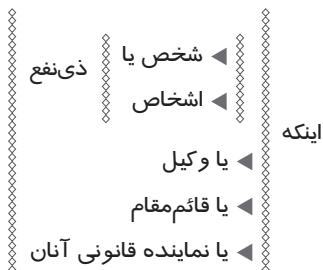 اینکه
شخص یا
اشخاص
ذی‌نفع
یا وکیل
یا قائم‌مقام
یا نماینده قانونی آنان